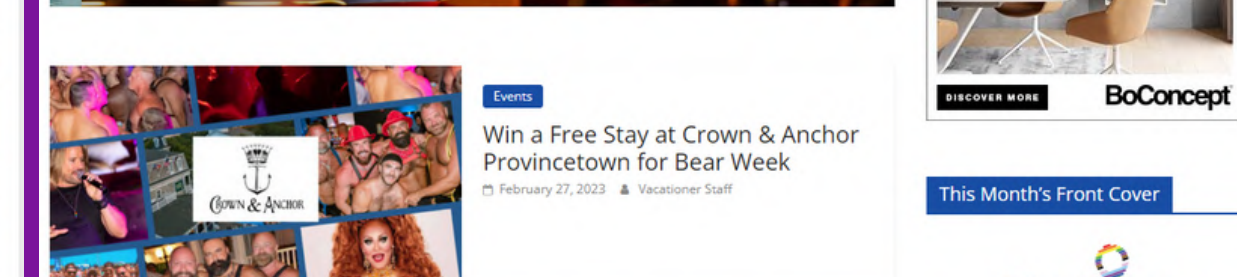 Events
Win a Free Stay at Crown & Anchor
Provincetown for Bear Week
February 27, 2023 Vacationer Staff
CROWN & ANCHOR
DISCOVER MORE
BoConcept
This Month's Front Cover